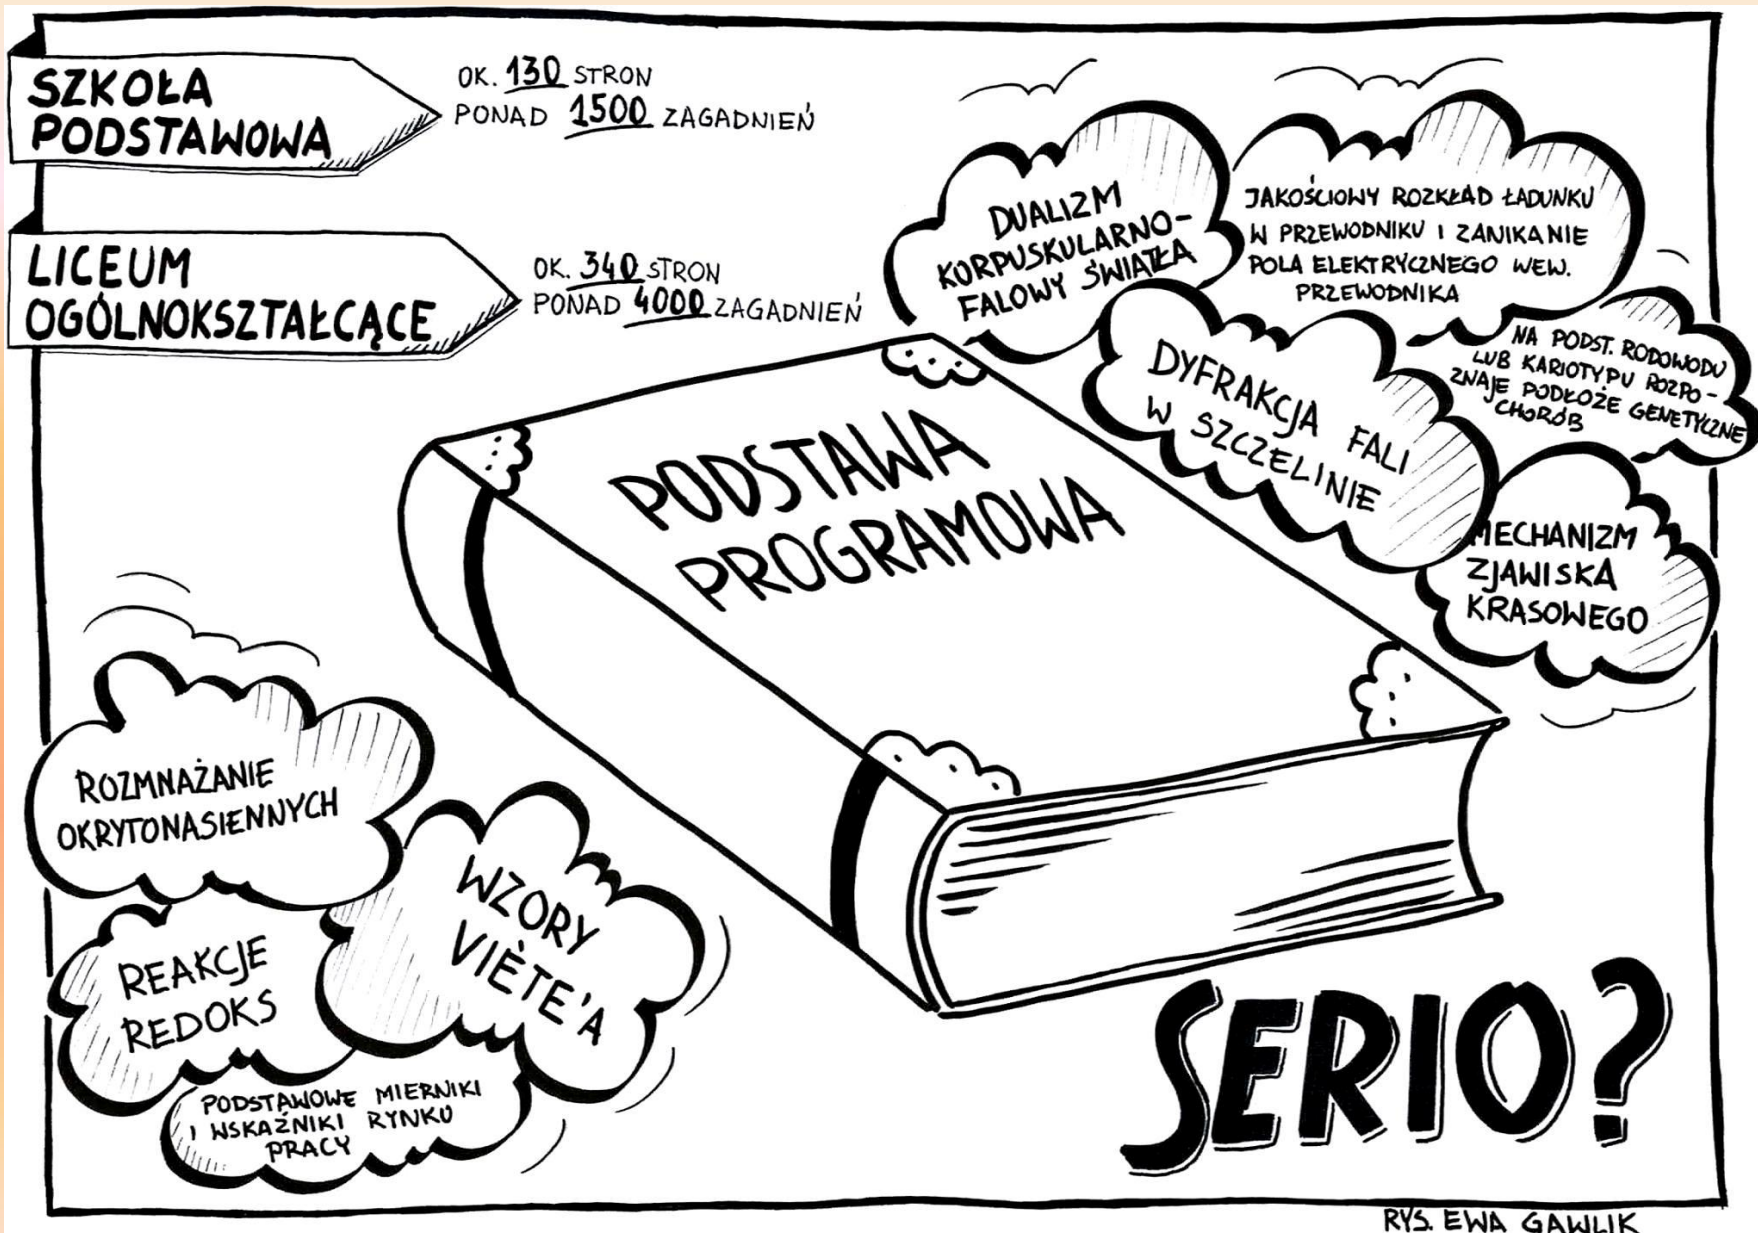 SZKOŁA
PODSTAWOWA
OK. 130 STRON
PONAD 1500 ZAGADNIEŃ
LICEUM
OGÓLNOKSZTAŁCĄCE
OK. 340 STRON
PONAD 4000 ZAGADNIEŃ
DUALIZM
KORPUSKULARNO-
FALOWY ŚWIATŁA
JAKOŚCIOWY ROZKŁAD ŁADUNKU
W PRZEWODNIKU I ZANIKANIE
POLA ELEKTRYCZNEGO WEW.
PRZEWODNIKA
DYFRAKCJA FALI
W SZCZELINIE
NA PODST. RODOWODU
LUB KARIOTYPU ROZPO-
ZNAJE PODŁOŻE GENETYCZNE
CHORÓB
MECHANIZM
ZJAWISKA
KRASOWEGO
PODSTAWA
PROGRAMOWA
ROZMNAŻANIE
OKRYTONASIENNYCH
WZORY
VIÈTE'A
REAKCJE
REDOKS
PODSTAWOWE MIERNIKI
I WSKAŹNIKI RYNKU
PRACY
SERIO?
RYS. EWA GAWLIK